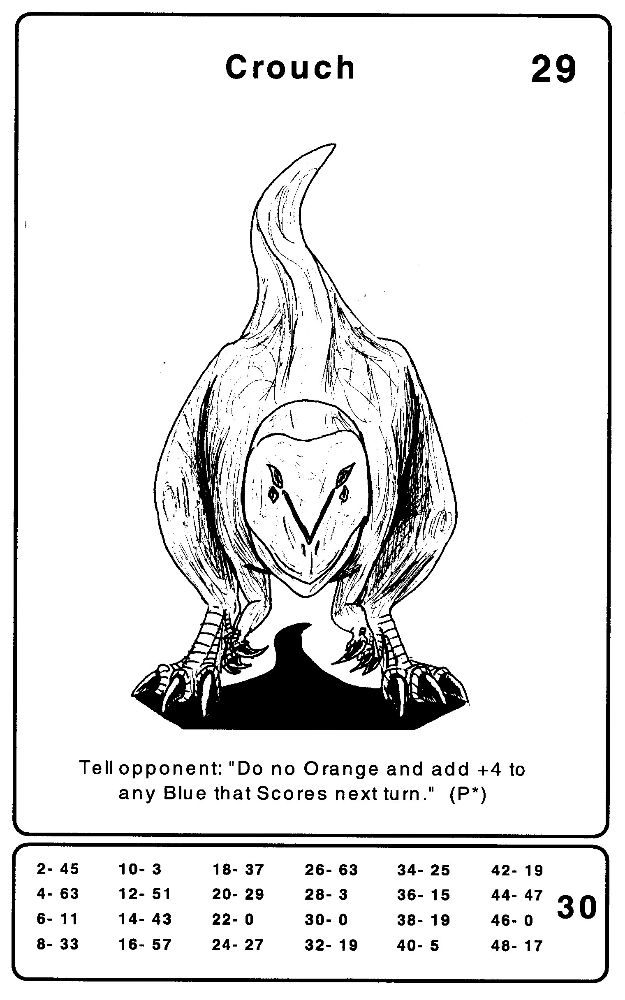 Crouch 29
Tell opponent: "Do no Orange and add +4 to
any Blue that Scores next turn." (P*)
2- 45 10- 3 18- 37 26- 63 34- 25 42- 19
4- 63 12- 51 20- 29 28- 3 36- 15 44- 47
30
6- 11 14- 43 22- 0 30- 0 38- 19 46- 0
8- 33 16- 57 24- 27 32- 19 40- 5 48- 17